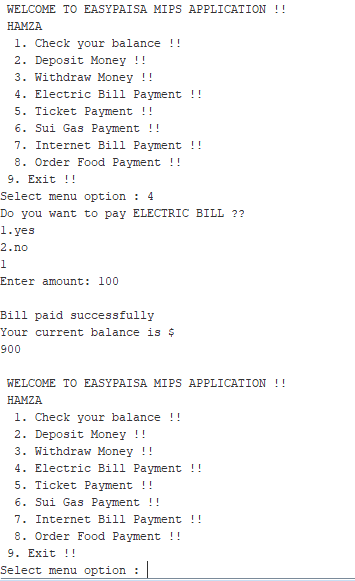 WELCOME TO EASYPAISA MIPS APPLICATION !!
HAMZA
1. Check your balance !!
2. Deposit Money !!
3. Withdraw Money !!
4. Electric Bill Payment !!
5. Ticket Payment !!
6. Sui Gas Payment !!
7. Internet Bill Payment !!
8. Order Food Payment !!
9. Exit !!
Select menu option : 4
Do you want to pay ELECTRIC BILL ??
1.yes
2.no
1
Enter amount: 100
Bill paid successfully
Your current balance is $
900
WELCOME TO EASYPAISA MIPS APPLICATION !!
HAMZA
1. Check your balance !!
2. Deposit Money !!
3. Withdraw Money !!
4. Electric Bill Payment !!
5. Ticket Payment !!
6. Sui Gas Payment !!
7. Internet Bill Payment !!
8. Order Food Payment !!
9. Exit !!
Select menu option :